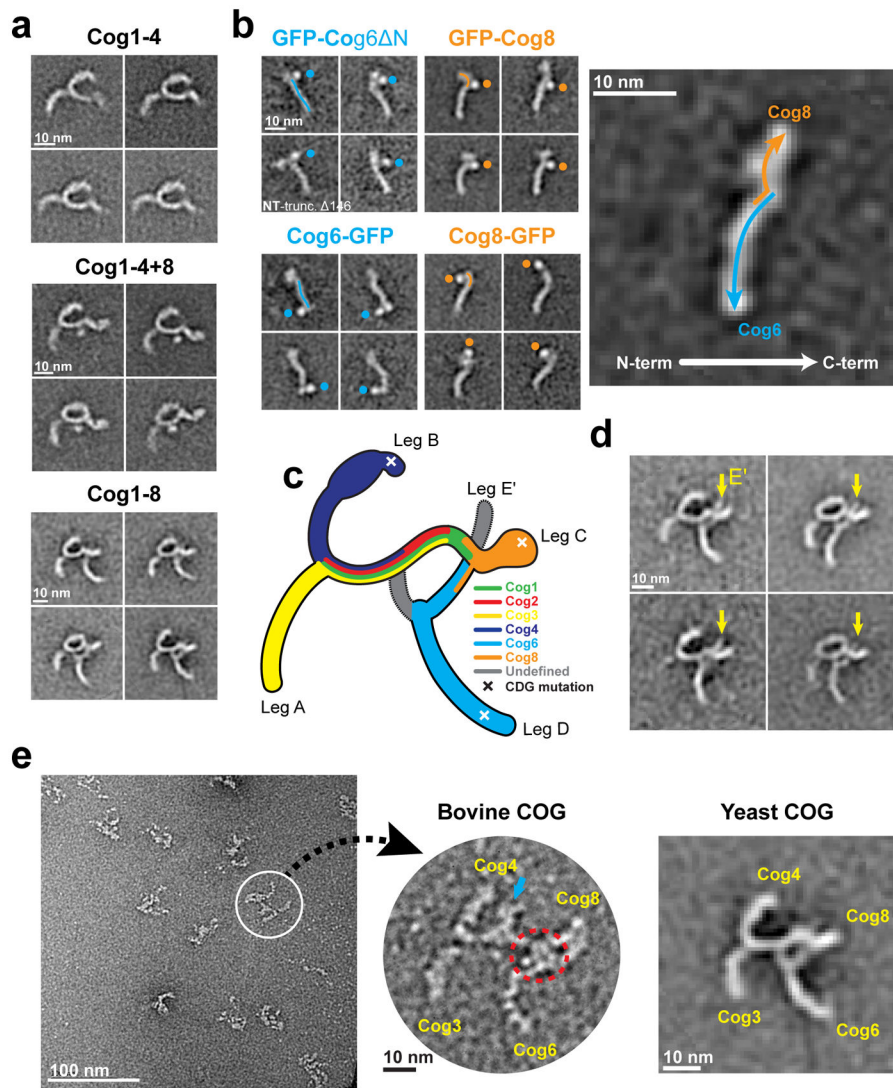 a
Cog1-4
10 nm
Cog1-4+8
10 nm
Cog1-8
10 nm
b
GFP-Cog6ΔN
GFP-Cog8
10 nm
NT-trunc. Δ146
Cog6-GFP
Cog8-GFP
10 nm
10 nm
Cog8
Cog6
N-term
C-term
c
Leg B
Leg E'
Leg C
Cog1
Cog2
Cog3
Cog4
Cog6
Cog8
Undefined
CDG mutation
Leg A
Leg D
d
E'
10 nm
e
100 nm
Bovine COG
Cog4
Cog8
Cog3
Cog6
10 nm
Yeast COG
Cog4
Cog8
Cog3
Cog6
10 nm